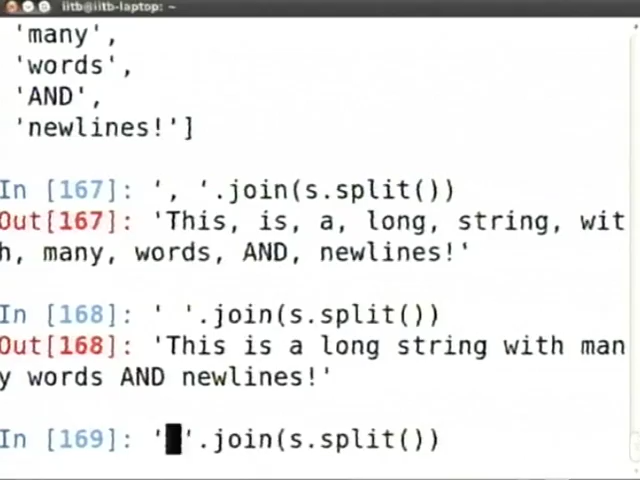 iitb@iitb-laptop: ~
'many',
'words',
'AND',
'newlines!']
In [167]: ', '.join(s.split())
Out[167]: 'This, is, a, long, string, wit
h, many, words, AND, newlines!'
In [168]: ' '.join(s.split())
Out[168]: 'This is a long string with man
y words AND newlines!'
In [169]: ' '.join(s.split())